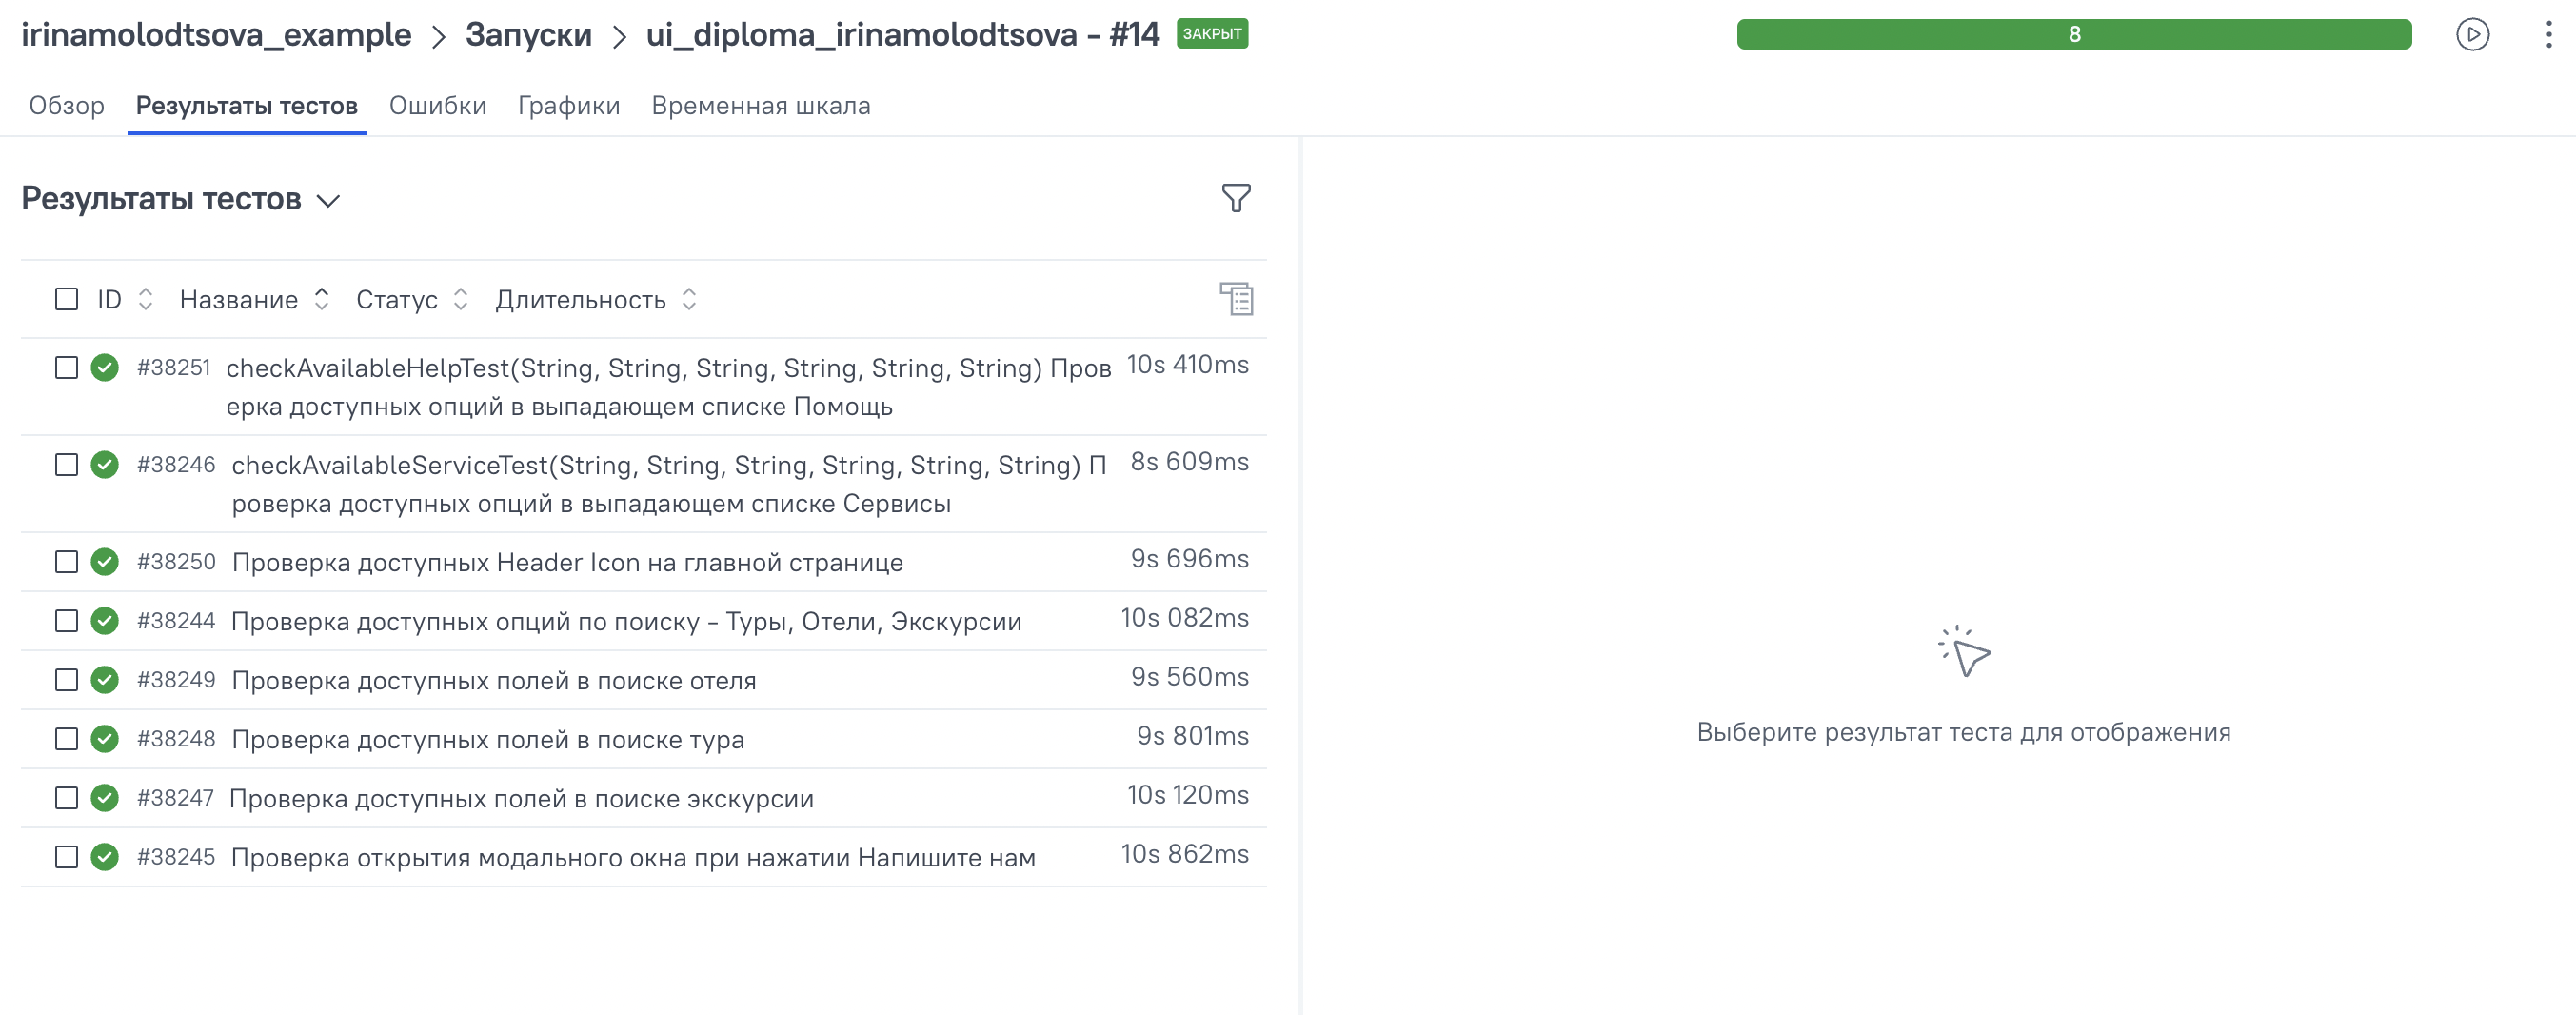 irinamolodtsova_example > Запуски > ui_diploma_irinamolodtsova - #14 ЗАКРЫТ 8
Обзор Результаты тестов Ошибки Графики Временная шкала
Результаты тестов
ID Название Статус Длительность
#38251 checkAvailableHelpTest(String, String, String, String, String, String) Пров 10s 410ms
ерка доступных опций в выпадающем списке Помощь
#38246 checkAvailableServiceTest(String, String, String, String, String, String) П 8s 609ms
роверка доступных опций в выпадающем списке Сервисы
#38250 Проверка доступных Header Icon на главной странице 9s 696ms
#38244 Проверка доступных опций по поиску - Туры, Отели, Экскурсии 10s 082ms
#38249 Проверка доступных полей в поиске отеля 9s 560ms
#38248 Проверка доступных полей в поиске тура 9s 801ms
#38247 Проверка доступных полей в поиске экскурсии 10s 120ms
#38245 Проверка открытия модального окна при нажатии Напишите нам 10s 862ms
Выберите результат теста для отображения